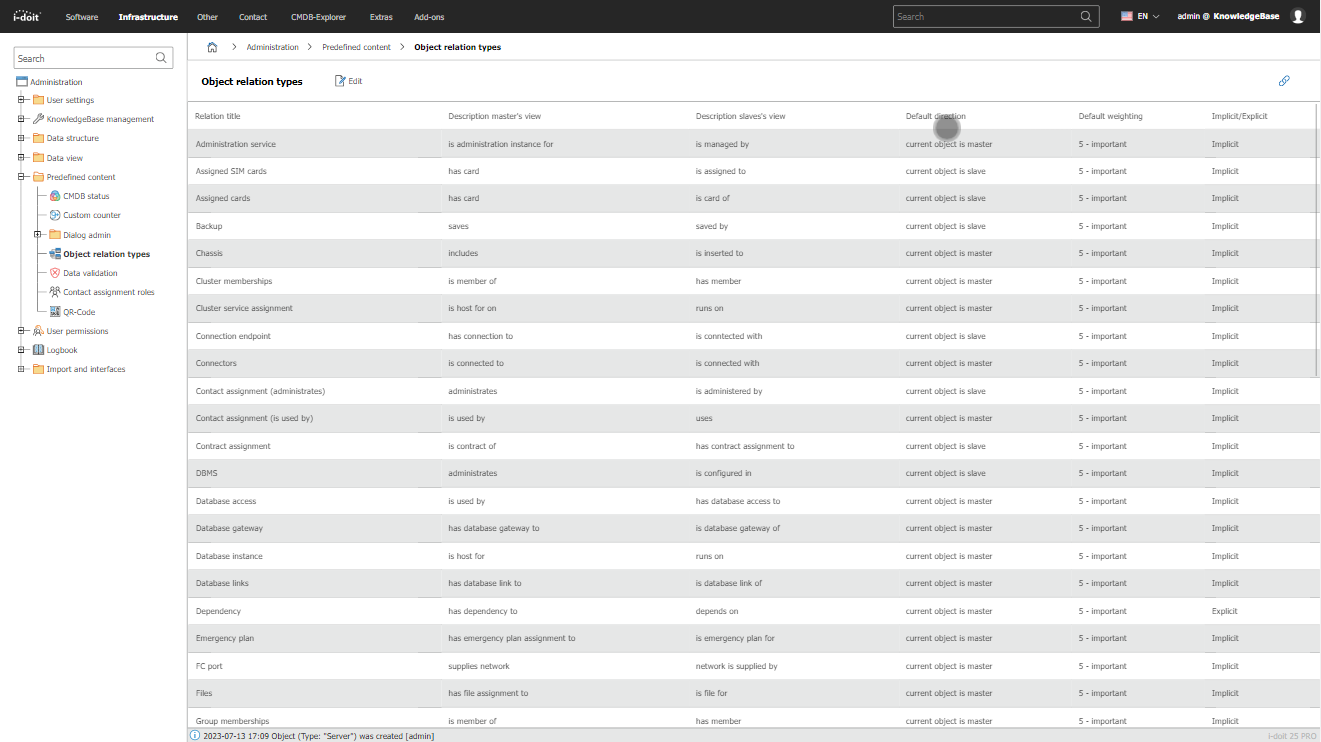 i-doit Software Infrastructure Other Contact CMDB-Explorer Extras Add-ons Search EN admin @ KnowledgeBase
Search
Administration
User settings
KnowledgeBase management
Data structure
Data view
Predefined content
CMDB status
Custom counter
Dialog admin
Object relation types
Data validation
Contact assignment roles
QR-Code
User permissions
Logbook
Import and interfaces
Administration > Predefined content > Object relation types
Object relation types Edit
Relation title Description master's view Description slaves's view Default direction Default weighting Implicit/Explicit
Administration service is administration instance for is managed by current object is master 5 - important Implicit
Assigned SIM cards has card is assigned to current object is slave 5 - important Implicit
Assigned cards has card is card of current object is slave 5 - important Implicit
Backup saves saved by current object is slave 5 - important Implicit
Chassis includes is inserted to current object is master 5 - important Implicit
Cluster memberships is member of has member current object is master 5 - important Implicit
Cluster service assignment is host for on runs on current object is master 5 - important Implicit
Connection endpoint has connection to is conntected with current object is slave 5 - important Implicit
Connectors is connected to is connected with current object is master 5 - important Implicit
Contact assignment (administrates) administrates is administered by current object is slave 5 - important Implicit
Contact assignment (is used by) is used by uses current object is master 5 - important Implicit
Contract assignment is contract of has contract assignment to current object is slave 5 - important Implicit
DBMS administrates is configured in current object is slave 5 - important Implicit
Database access is used by has database access to current object is master 5 - important Implicit
Database gateway has database gateway to is database gateway of current object is master 5 - important Implicit
Database instance is host for runs on current object is master 5 - important Implicit
Database links has database link to is database link of current object is master 5 - important Implicit
Dependency has dependency to depends on current object is master 5 - important Explicit
Emergency plan has emergency plan assignment to is emergency plan for current object is master 5 - important Implicit
FC port supplies network network is supplied by current object is master 5 - important Implicit
Files has file assignment to is file for current object is master 5 - important Implicit
Group memberships is member of has member current object is master 5 - important Implicit
2023-07-13 17:09 Object (Type: "Server") was created [admin] i-doit 25 PRO